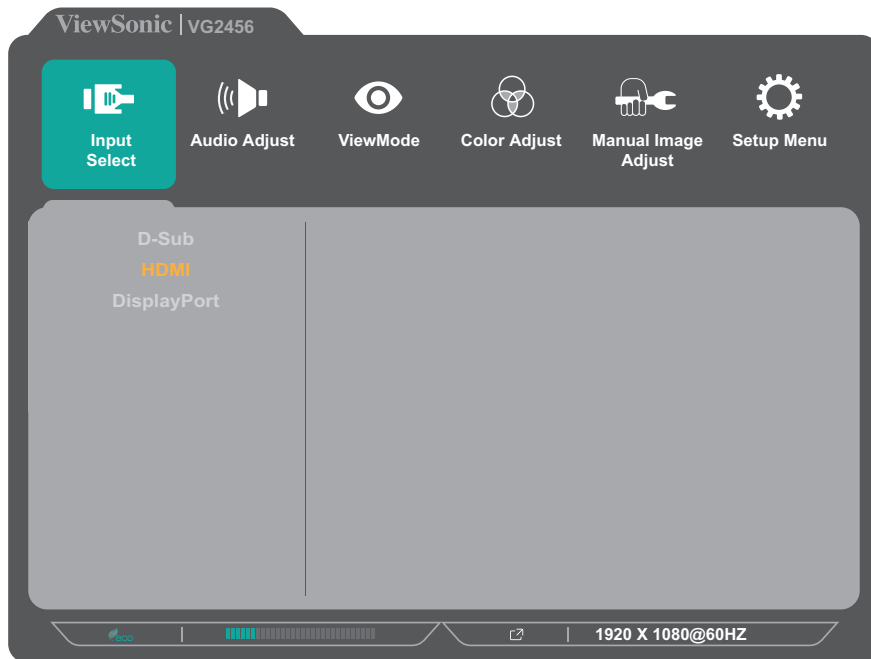 ViewSonic | VG2456
Input Select
Audio Adjust
ViewMode
Color Adjust
Manual Image Adjust
Setup Menu
D-Sub
HDMI
DisplayPort
eco
1920 X 1080@60HZ